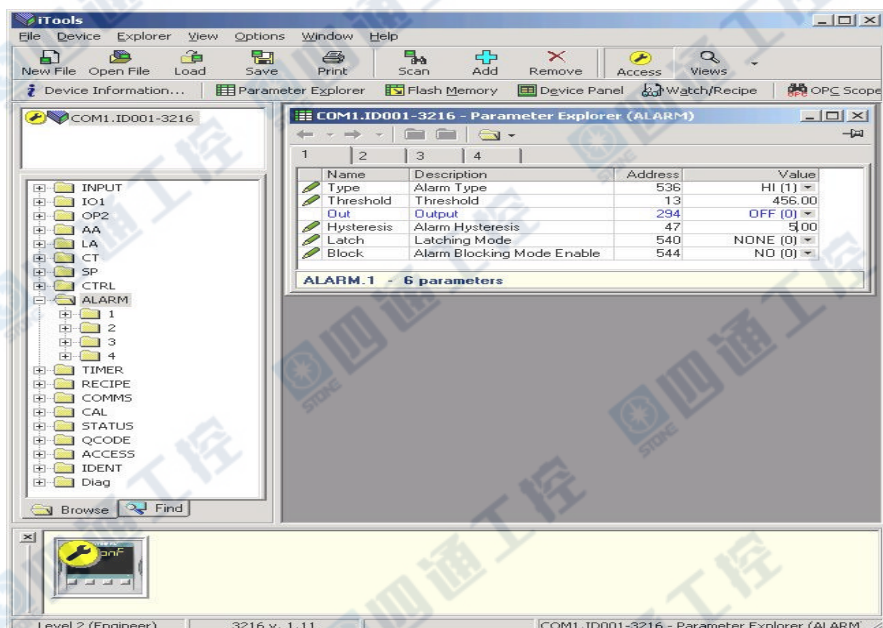 iTools
File Device Explorer View Options Window Help
New File Open File Load Save Print Scan Add Remove Access Views
Device Information... Parameter Explorer Flash Memory Device Panel Watch/Recipe OPC Scope
COM1.ID001-3216
COM1.ID001-3216 - Parameter Explorer (ALARM)
1 2 3 4
Name Description Address Value
Type Alarm Type 536 HI (1)
Threshold Threshold 13 456.00
Out Output 294 OFF (0)
Hysteresis Alarm Hysteresis 47 5.00
Latch Latching Mode 540 NONE (0)
Block Alarm Blocking Mode Enable 544 NO (0)
ALARM.1 - 6 parameters
INPUT
IO1
OP2
AA
LA
CT
SP
CTRL
ALARM
1
2
3
4
TIMER
RECIPE
COMMS
CAL
STATUS
QCODE
ACCESS
IDENT
Diag
Browse Find
Level 2 (Engineer) 3216 v. 1.11 COM1.ID001-3216 - Parameter Explorer (ALARM
四通工控
STONE